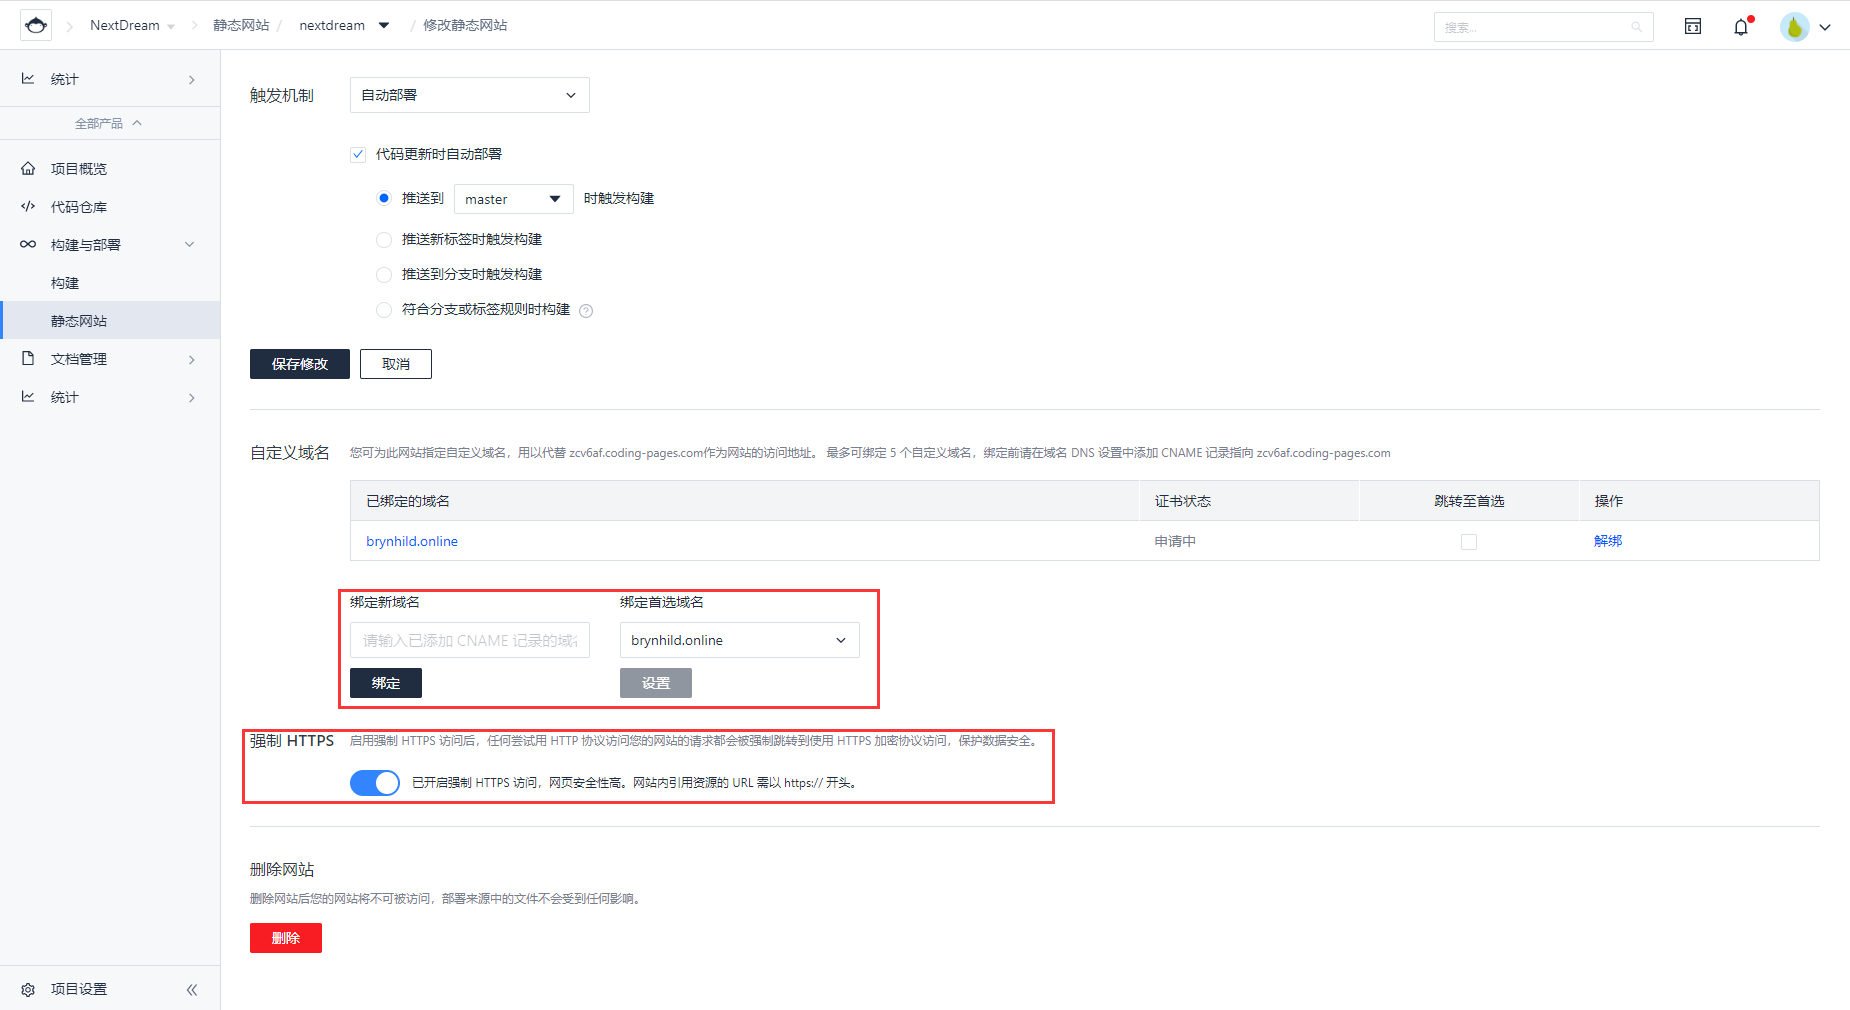 NextDream
静态网站 /
nextdream
/ 修改静态网站
搜索...
统计
全部产品
项目概览
代码仓库
构建与部署
构建
静态网站
文档管理
统计
项目设置
触发机制
自动部署
代码更新时自动部署
推送到 master 时触发构建
推送新标签时触发构建
推送到分支时触发构建
符合分支或标签规则时构建 ?
保存修改 取消
自定义域名 您可为此网站指定自定义域名，用以代替 zcv6af.coding-pages.com作为网站的访问地址。 最多可绑定 5 个自定义域名，绑定前请在域名 DNS 设置中添加 CNAME 记录指向 zcv6af.coding-pages.com
已绑定的域名 证书状态 跳转至首选 操作
brynhild.online 申请中 解绑
绑定新域名 绑定首选域名
请输入已添加 CNAME 记录的域 brynhild.online
绑定 设置
强制 HTTPS 启用强制 HTTPS 访问后，任何尝试用 HTTP 协议访问您的网站的请求都会被强制跳转到使用 HTTPS 加密协议访问，保护数据安全。
已开启强制 HTTPS 访问，网页安全性高。网站内引用资源的 URL 需以 https:// 开头。
删除网站
删除网站后您的网站将不可被访问，部署来源中的文件不会受到任何影响。
删除